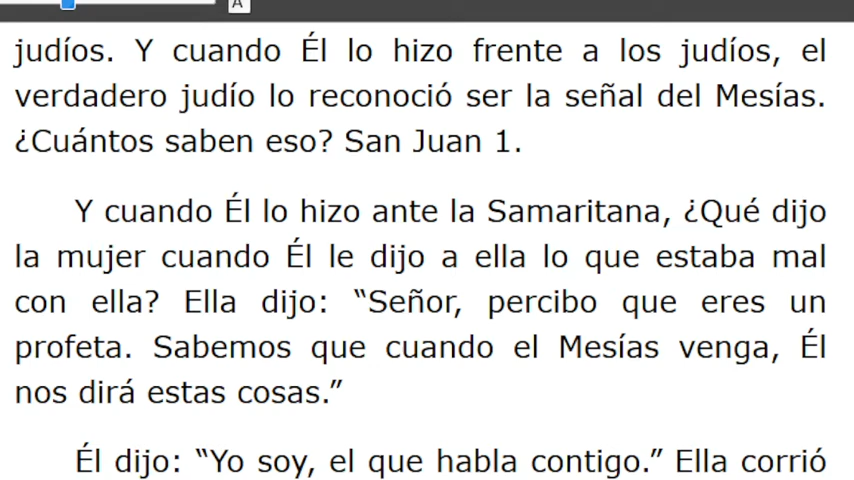 A
judíos. Y cuando Él lo hizo frente a los judíos, el
verdadero judío lo reconoció ser la señal del Mesías.
¿Cuántos saben eso? San Juan 1.
Y cuando Él lo hizo ante la Samaritana, ¿Qué dijo
la mujer cuando Él le dijo a ella lo que estaba mal
con ella? Ella dijo: “Señor, percibo que eres un
profeta. Sabemos que cuando el Mesías venga, Él
nos dirá estas cosas.”
Él dijo: “Yo soy, el que habla contigo.” Ella corrió